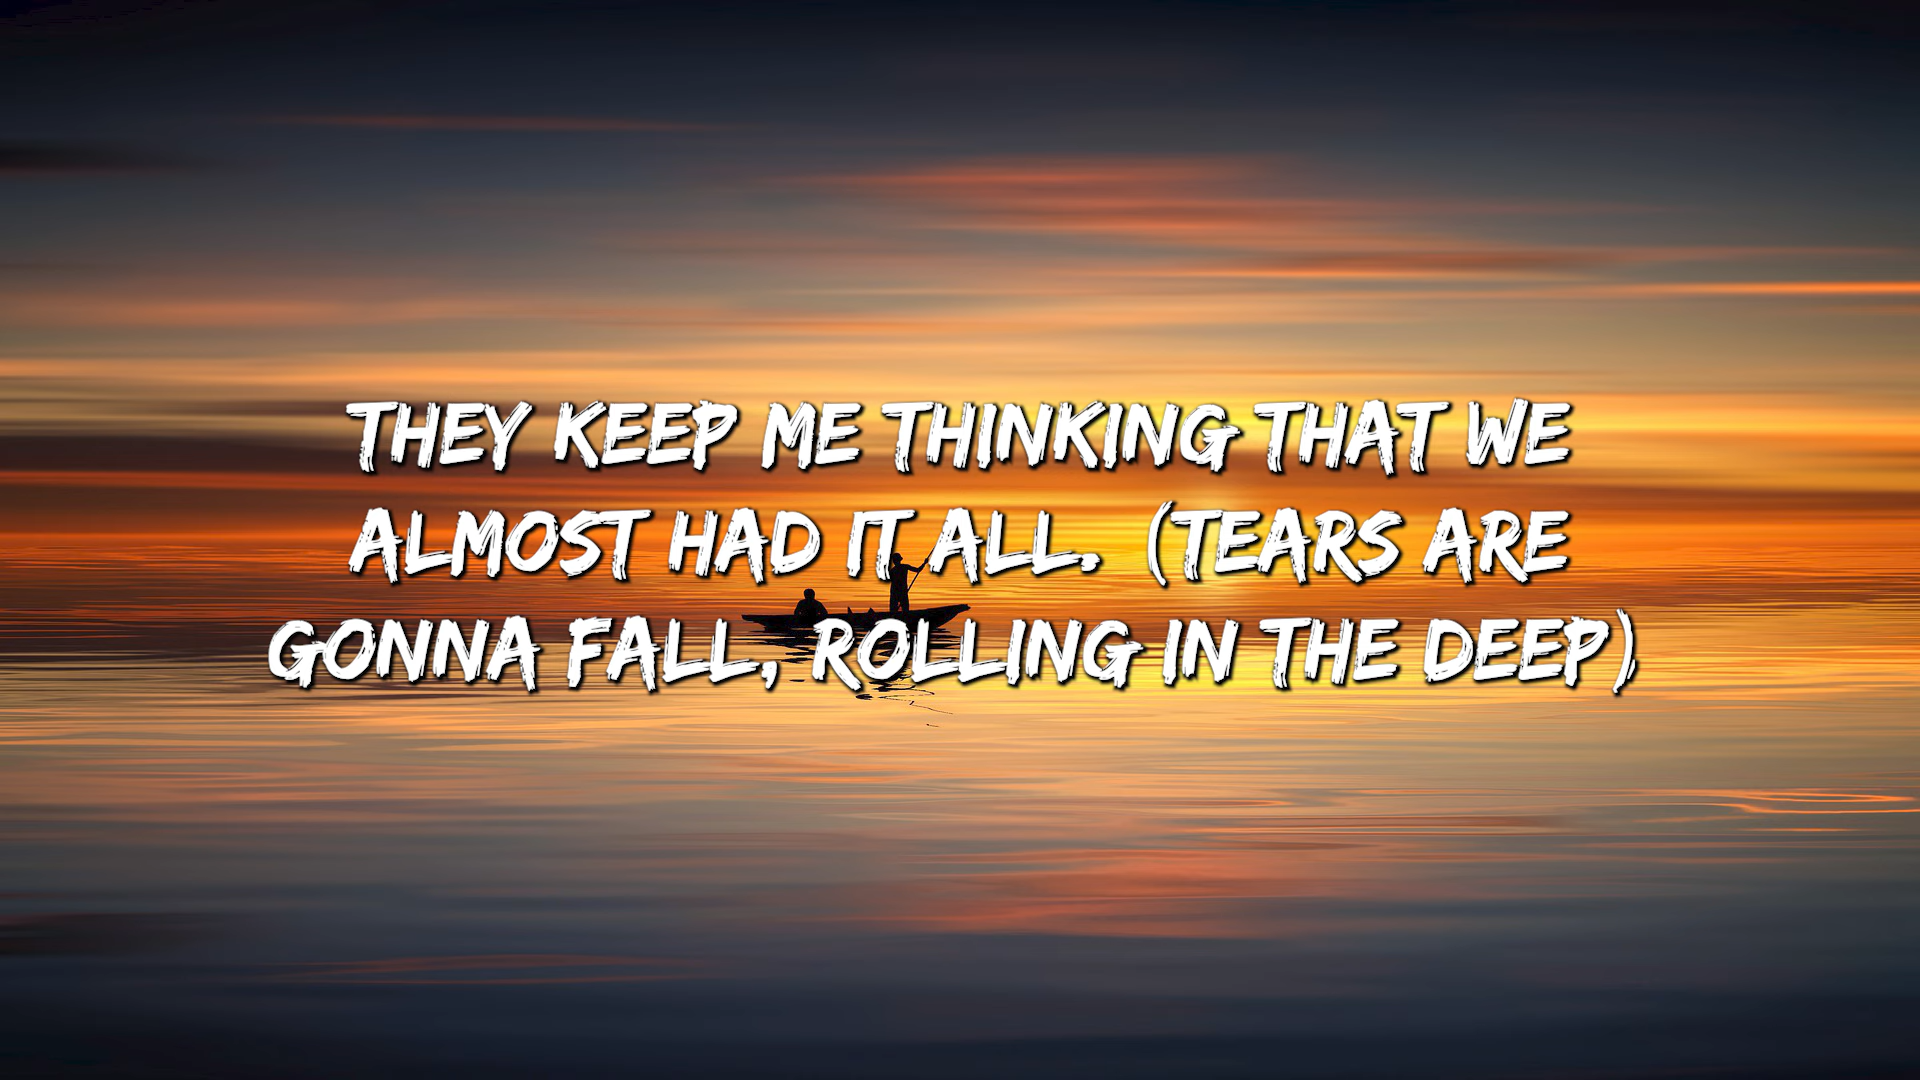 THEY KEEP ME THINKING THAT WE
ALMOST HAD IT ALL. (TEARS ARE
GONNA FALL, ROLLING IN THE DEEP)